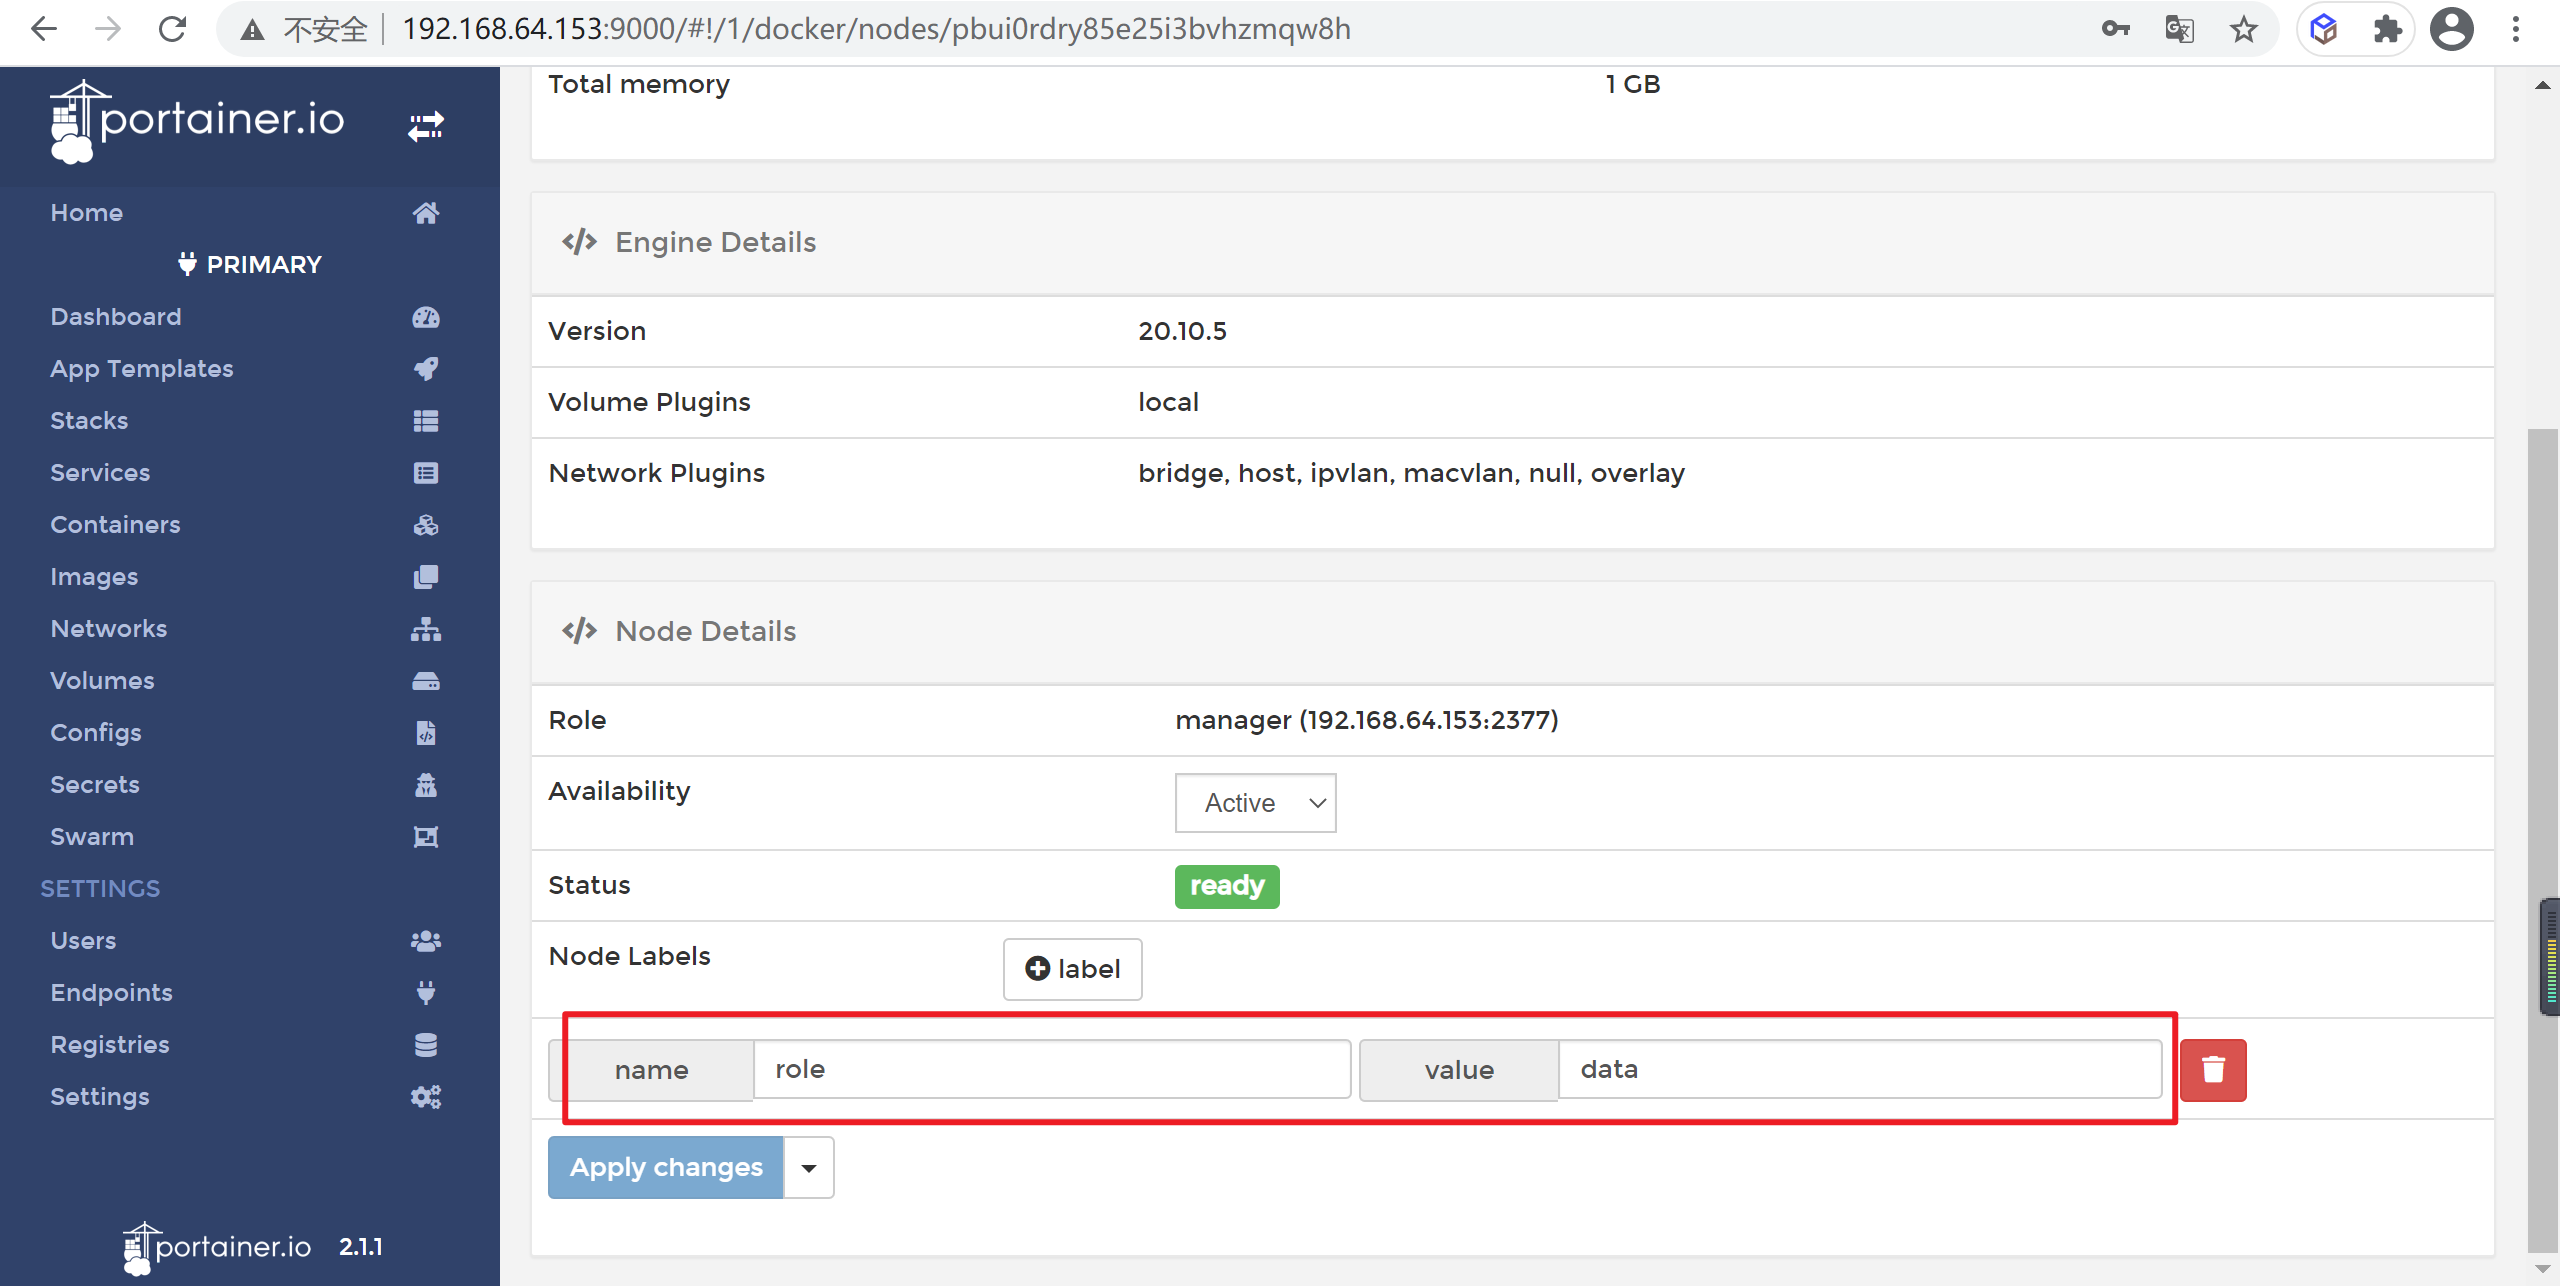 不安全 192.168.64.153:9000/#!/1/docker/nodes/pbui0rdry85e25i3bvhzmqw8h
portainer.io
Home
PRIMARY
Dashboard
App Templates
Stacks
Services
Containers
Images
Networks
Volumes
Configs
Secrets
Swarm
SETTINGS
Users
Endpoints
Registries
Settings
portainer.io 2.1.1
Total memory 1 GB
Engine Details
Version 20.10.5
Volume Plugins local
Network Plugins bridge, host, ipvlan, macvlan, null, overlay
Node Details
Role manager (192.168.64.153:2377)
Availability Active
Status ready
Node Labels label
name role value data
Apply changes